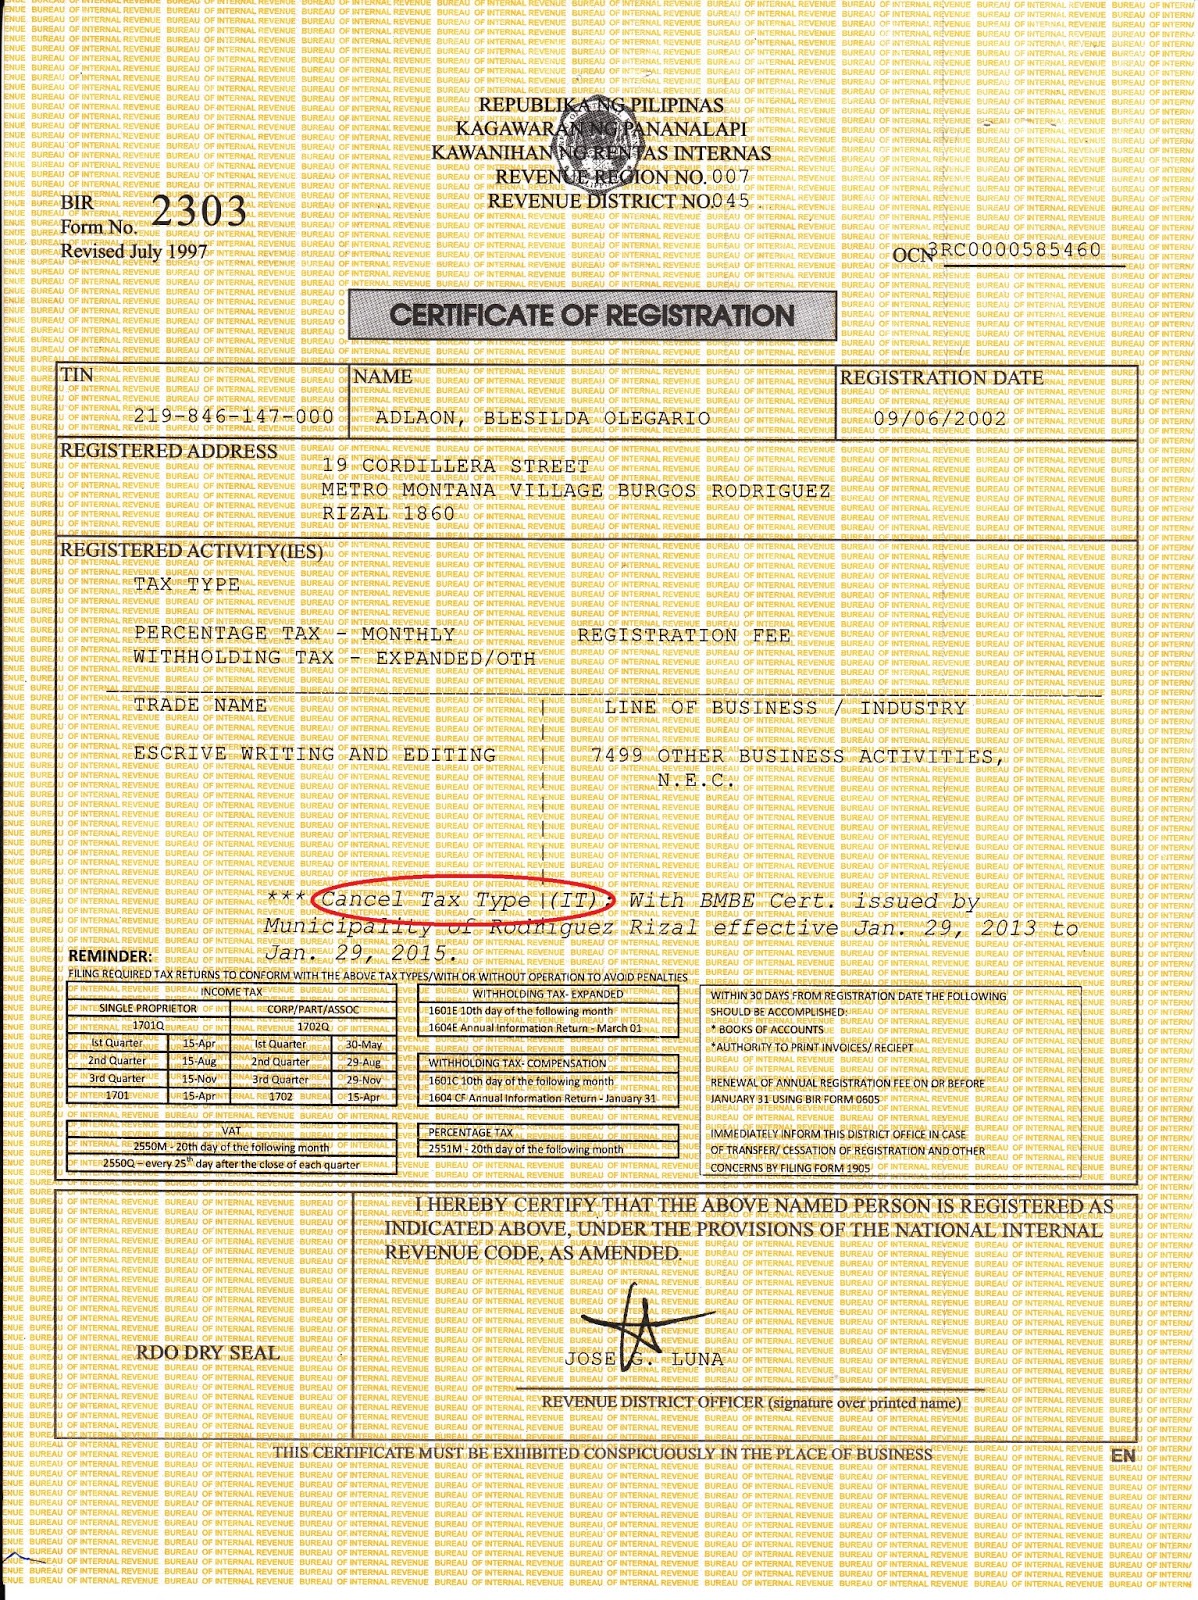 REPUBLIKA NG PILIPINAS
KAGAWARAN NG PANANALAPI
KAWANIHAN NG RENTAS INTERNAS
REVENUE REGION NO. 007
REVENUE DISTRICT NO.045
BIR
Form No. 2303
Revised July 1997
OCN 3RC0000585460
CERTIFICATE OF REGISTRATION
TIN NAME REGISTRATION DATE
219-846-147-000 ADLAON, BLESILDA OLEGARIO 09/06/2002
REGISTERED ADDRESS
19 CORDILLERA STREET
METRO MONTANA VILLAGE BURGOS RODRIGUEZ
RIZAL 1860
REGISTERED ACTIVITY(IES)
TAX TYPE
PERCENTAGE TAX - MONTHLY REGISTRATION FEE
WITHHOLDING TAX - EXPANDED/OTH
TRADE NAME LINE OF BUSINESS / INDUSTRY
ESCRIVE WRITING AND EDITING 7499 OTHER BUSINESS ACTIVITIES,
N.E.C.
*** Cancel Tax Type (IT): With BMBE Cert. issued by
Municipality of Rodriguez Rizal effective Jan. 29, 2013 to
Jan. 29, 2015.
REMINDER:
FILING REQUIRED TAX RETURNS TO CONFORM WITH THE ABOVE TAX TYPES/WITH OR WITHOUT OPERATION TO AVOID PENALTIES
INCOME TAX
SINGLE PROPRIETOR CORP/PART/ASSOC
1701Q 1702Q
Ist Quarter 15-Apr Ist Quarter 30-May
2nd Quarter 15-Aug 2nd Quarter 29-Aug
3rd Quarter 15-Nov 3rd Quarter 29-Nov
1701 15-Apr 1702 15-Apr
VAT
2550M - 20th day of the following month
2550Q – every 25th day after the close of each quarter
WITHHOLDING TAX- EXPANDED
1601E 10th day of the following month
1604E Annual Information Return - March 01
WITHHOLDING TAX- COMPENSATION
1601C 10th day of the following month
1604 CF Annual Information Return - January 31
PERCENTAGE TAX
2551M - 20th day of the following month
WITHIN 30 DAYS FROM REGISTRATION DATE THE FOLLOWING
SHOULD BE ACCOMPLISHED:
* BOOKS OF ACCOUNTS
*AUTHORITY TO PRINT INVOICES/ RECIEPT
RENEWAL OF ANNUAL REGISTRATION FEE ON OR BEFORE
JANUARY 31 USING BIR FORM 0605
IMMEDIATELY INFORM THIS DISTRICT OFFICE IN CASE
OF TRANSFER/ CESSATION OF REGISTRATION AND OTHER
CONCERNS BY FILING FORM 1905
I HEREBY CERTIFY THAT THE ABOVE NAMED PERSON IS REGISTERED AS
INDICATED ABOVE, UNDER THE PROVISIONS OF THE NATIONAL INTERNAL
REVENUE CODE, AS AMENDED.
RDO DRY SEAL
JOSE G. LUNA
REVENUE DISTRICT OFFICER (signature over printed name)
THIS CERTIFICATE MUST BE EXHIBITED CONSPICUOUSLY IN THE PLACE OF BUSINESS
EN